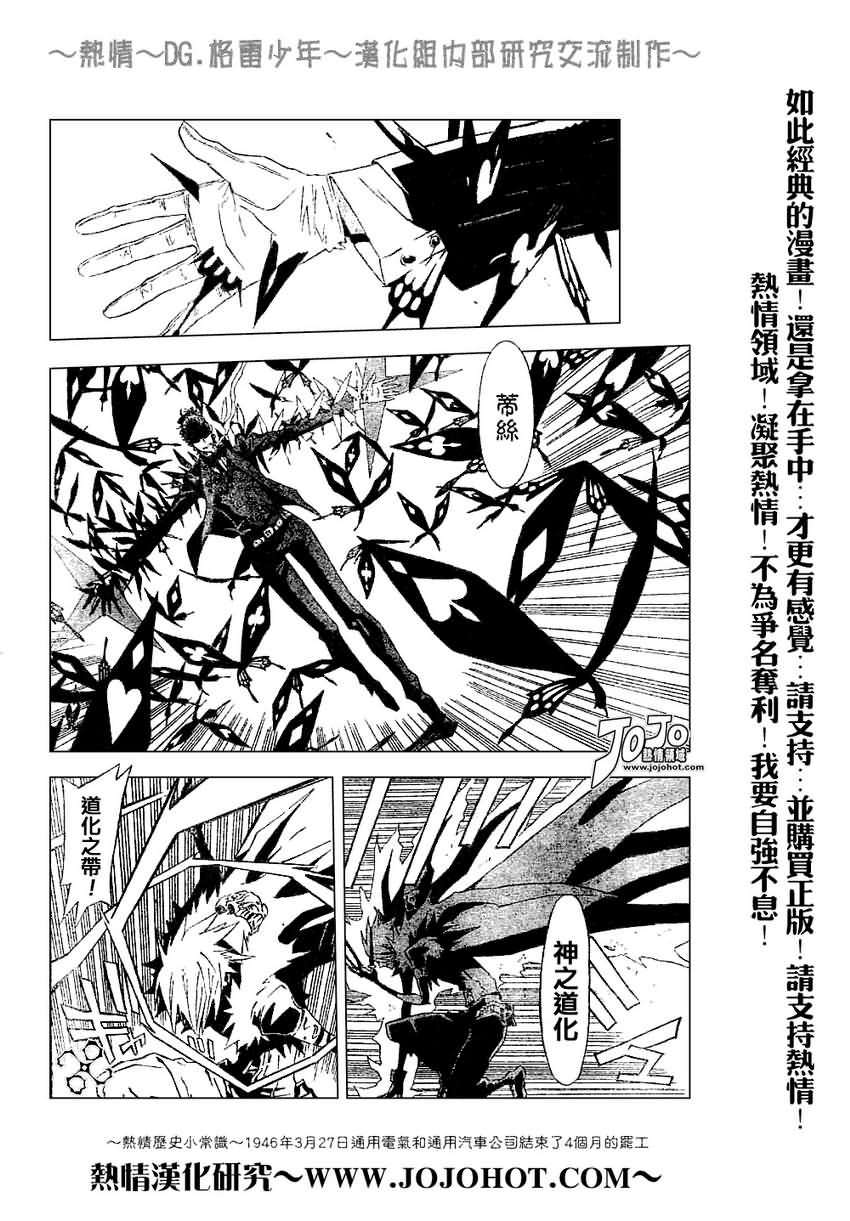 ～熱情～DG.格雷少年～漢化組內部研究交流制作～
如此經典的漫畫！還是拿在手中…才更有感覺…請支持…並購買正版！請支持熱情！
熱情領域！凝聚熱情！不為爭名奪利！我要自強不息！
蒂絲
JOJO
熱情領域
www.jojohot.com
神之道化
道化之帶！
～熱情歷史小常識～1946年3月27日通用電氣和通用汽車公司結束了4個月的罷工
熱情漢化研究～WWW.JOJOHOT.COM～